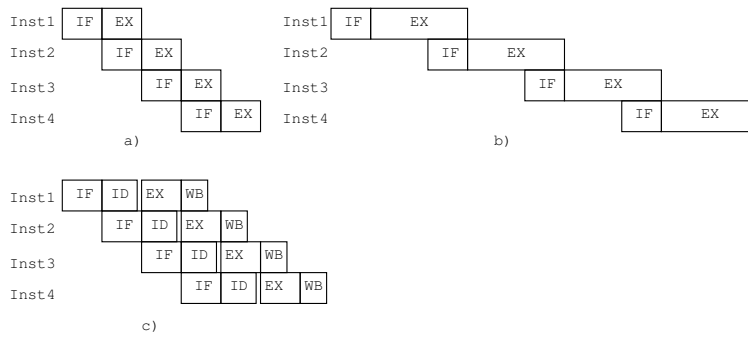 Inst1 IF EX Inst1 IF EX
Inst2 IF EX Inst2 IF EX
Inst3 IF EX Inst3 IF EX
Inst4 IF EX Inst4 IF EX
a) b)
Inst1 IF ID EX WB
Inst2 IF ID EX WB
Inst3 IF ID EX WB
Inst4 IF ID EX WB
c)